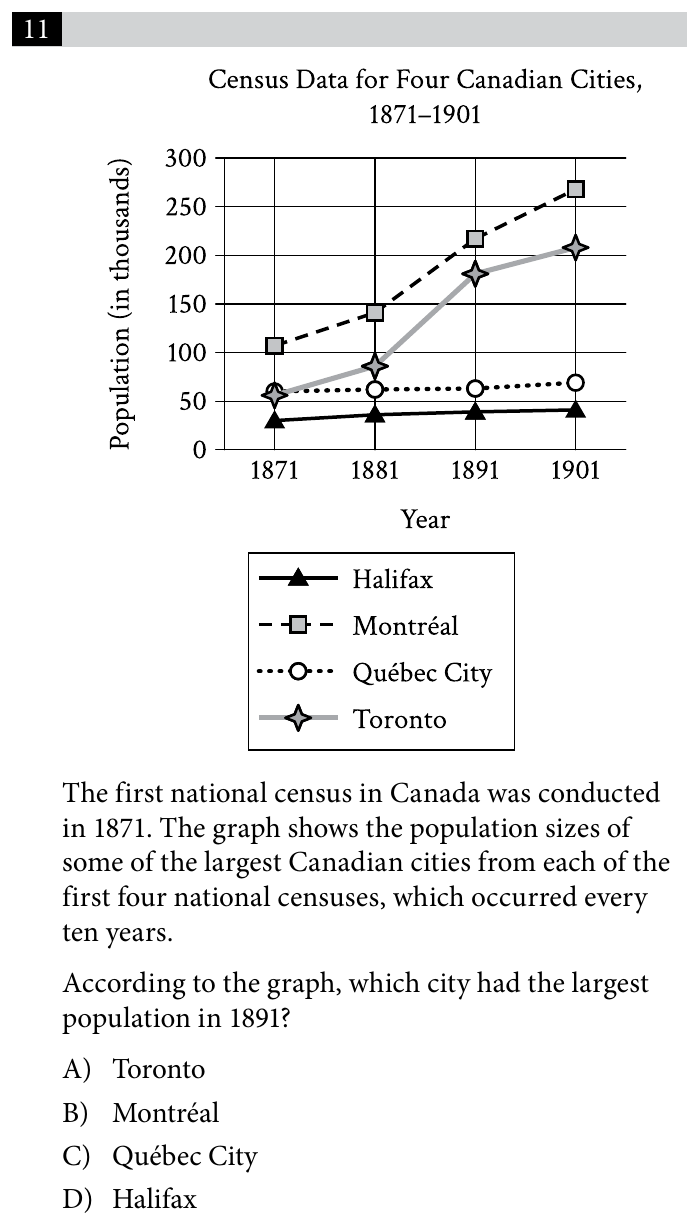 11
Census Data for Four Canadian Cities,
1871–1901
Population (in thousands)
300
250
200
150
100
50
0
1871 1881 1891 1901
Year
Halifax
Montréal
Québec City
Toronto
The first national census in Canada was conducted
in 1871. The graph shows the population sizes of
some of the largest Canadian cities from each of the
first four national censuses, which occurred every
ten years.
According to the graph, which city had the largest
population in 1891?
A) Toronto
B) Montréal
C) Québec City
D) Halifax